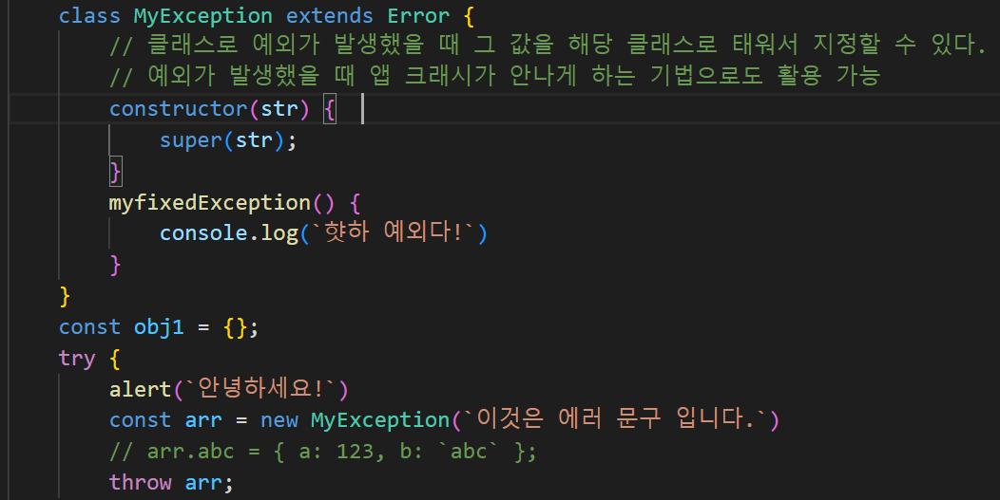 class MyException extends Error {
// 클래스로 예외가 발생했을 때 그 값을 해당 클래스로 태워서 지정할 수 있다.
// 예외가 발생했을 때 앱 크래시가 안나게 하는 기법으로도 활용 가능
constructor(str) {
super(str);
}
myfixedException() {
console.log(`햣하 예외다!`)
}
}
const obj1 = {};
try {
alert(`안녕하세요!`)
const arr = new MyException(`이것은 에러 문구 입니다.`)
// arr.abc = { a: 123, b: `abc` };
throw arr;